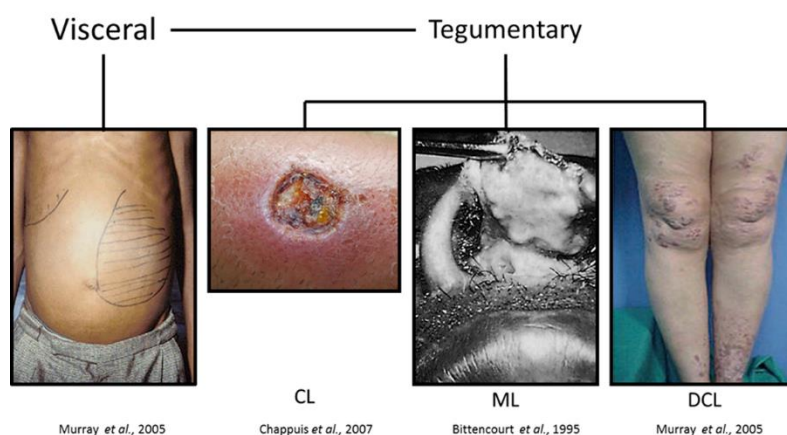 Visceral
Tegumentary
CL
ML
DCL
Murray et al., 2005
Chappuis et al., 2007
Bittencourt et al., 1995
Murray et al., 2005